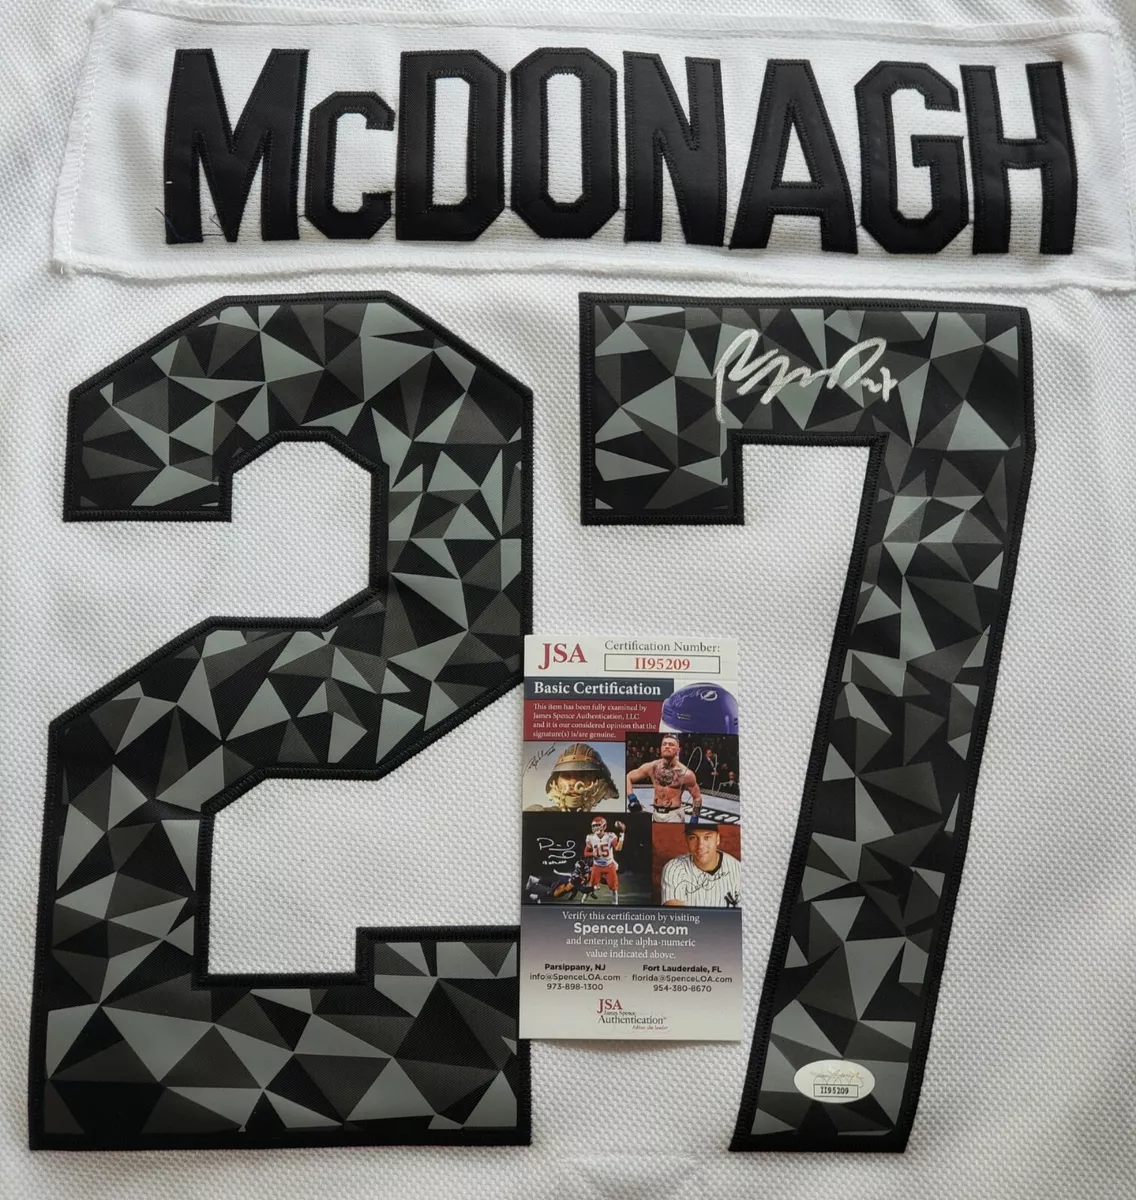 McDONAGH
27
JSA
Certification Number:
II95209
Basic Certification
This item has been fully examined by
James Spence Authentication, LLC
and it is our considered opinion that the
signature(s) is/are genuine.
15
Verify this certification by visiting
SpenceLOA.com
and entering the alpha-numeric
value indicated above.
Parsippany, NJ
info@SpenceLOA.com
973-898-1300
Fort Lauderdale, FL
florida@SpenceLOA.com
954-380-8670
JSA
James Spence
Authentication
II95209